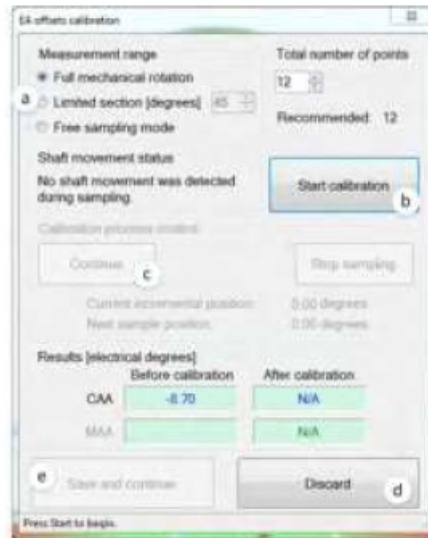 EA offsets calibration
Measurement range
Total number of points
Full mechanical rotation
12
a
Limited section [degrees] 45
Free sampling mode
Recommended: 12
Shaft movement status
No shaft movement was detected
during sampling.
Start calibration
b
Calibration process control
Continue
c
Stop sampling
Current incremental position: 0.00 degrees
Next sample position: 0.00 degrees
Results [electrical degrees]
Before calibration After calibration
CAA -8.70 N/A
MAA N/A
e
Save and continue
Discard
d
Press Start to begin.